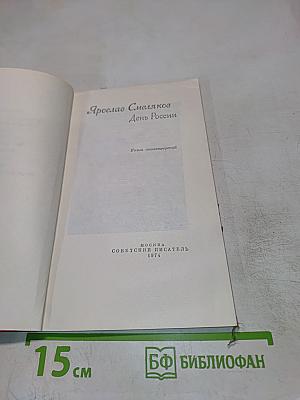 Ярослав Смеляков
День России
Книга стихотворений
МОСКВА
СОВЕТСКИЙ ПИСАТЕЛЬ
1974
15 см
БФ БИБЛИОФАН